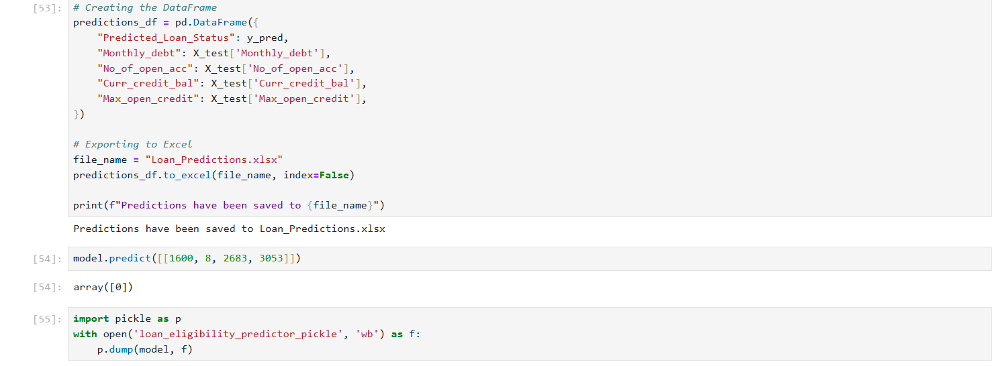 [53]: # Creating the DataFrame
predictions_df = pd.DataFrame({
    "Predicted_Loan_Status": y_pred,
    "Monthly_debt": X_test['Monthly_debt'],
    "No_of_open_acc": X_test['No_of_open_acc'],
    "Curr_credit_bal": X_test['Curr_credit_bal'],
    "Max_open_credit": X_test['Max_open_credit'],
})
# Exporting to Excel
file_name = "Loan_Predictions.xlsx"
predictions_df.to_excel(file_name, index=False)
print(f"Predictions have been saved to {file_name}")
Predictions have been saved to Loan_Predictions.xlsx
[54]: model.predict([[1600, 8, 2683, 3053]])
[54]: array([0])
[55]: import pickle as p
with open('loan_eligibility_predictor_pickle', 'wb') as f:
    p.dump(model, f)